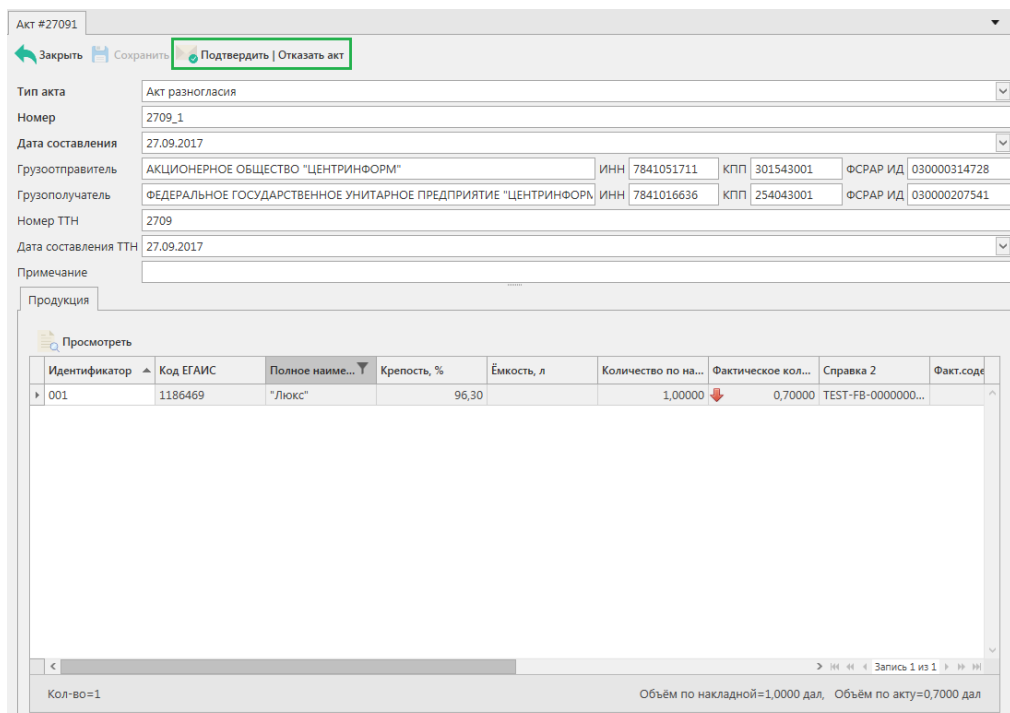 Акт #27091
Закрыть Сохранить Подтвердить | Отказать акт
Тип акта Акт разногласия
Номер 2709_1
Дата составления 27.09.2017
Грузоотправитель АКЦИОНЕРНОЕ ОБЩЕСТВО "ЦЕНТРИНФОРМ" ИНН 7841051711 КПП 301543001 ФСРАР ИД 030000314728
Грузополучатель ФЕДЕРАЛЬНОЕ ГОСУДАРСТВЕННОЕ УНИТАРНОЕ ПРЕДПРИЯТИЕ "ЦЕНТРИНФОРМ ИНН 7841016636 КПП 254043001 ФСРАР ИД 030000207541
Номер ТТН 2709
Дата составления ТТН 27.09.2017
Примечание
Продукция
Просмотреть
Идентификатор Код ЕГАИС Полное наиме... Крепость, % Ёмкость, л Количество по на... Фактическое кол... Справка 2 Факт.соде
001 1186469 "Люкс" 96,30 1,00000 0,70000 TEST-FB-0000000...
Запись 1 из 1
Кол-во=1 Объём по накладной=1,0000 дал, Объём по акту=0,7000 дал